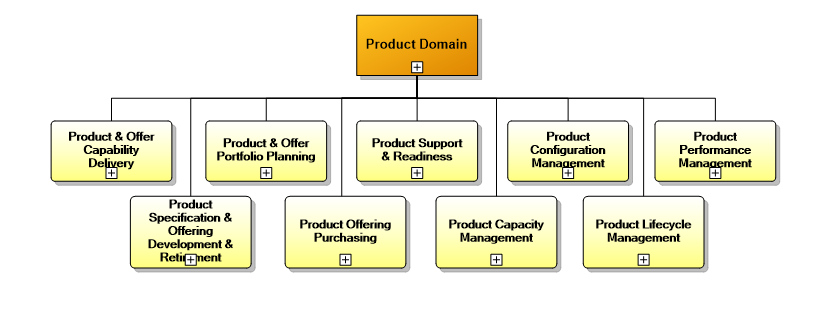 Product Domain
Product & Offer
Capability
Delivery
Product & Offer
Portfolio Planning
Product Support
& Readiness
Product
Configuration
Management
Product
Performance
Management
Product
Specification &
Offering
Development &
Retirement
Product Offering
Purchasing
Product Capacity
Management
Product Lifecycle
Management